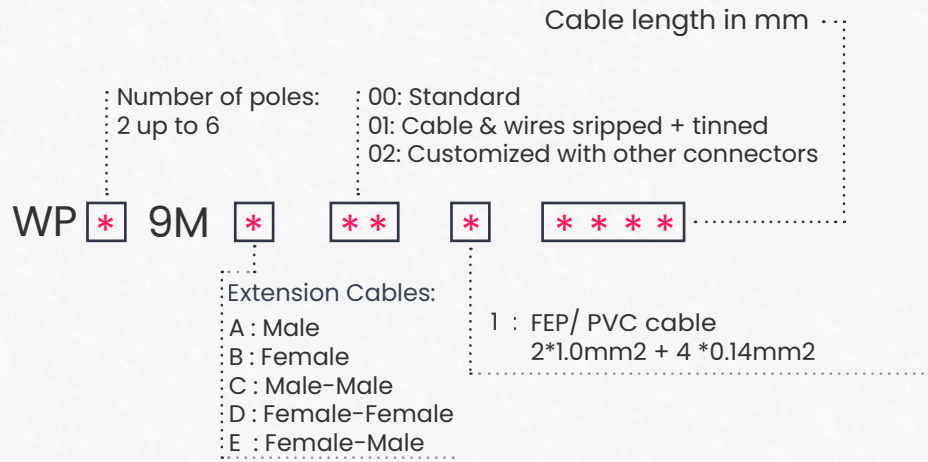 Cable length in mm
Number of poles:
2 up to 6
00: Standard
01: Cable & wires sripped + tinned
02: Customized with other connectors
WP * 9M * ** * ****
Extension Cables:
A : Male
B : Female
C : Male-Male
D : Female-Female
E : Female-Male
1 : FEP/ PVC cable
2*1.0mm2 + 4 *0.14mm2